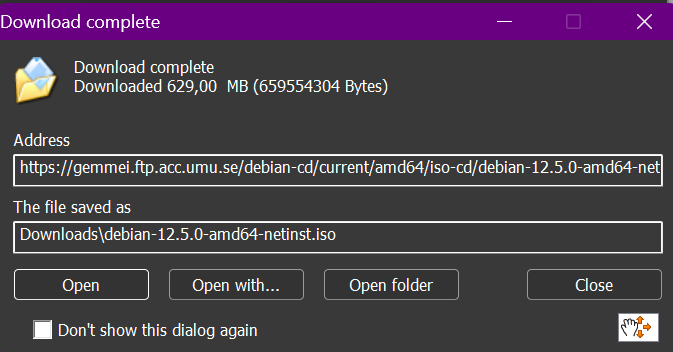 Download complete
Download complete
Downloaded 629,00 MB (659554304 Bytes)
Address
https://gemmei.ftp.acc.umu.se/debian-cd/current/amd64/iso-cd/debian-12.5.0-amd64-net
The file saved as
Downloads\debian-12.5.0-amd64-netinst.iso
Open Open with... Open folder Close
Don't show this dialog again